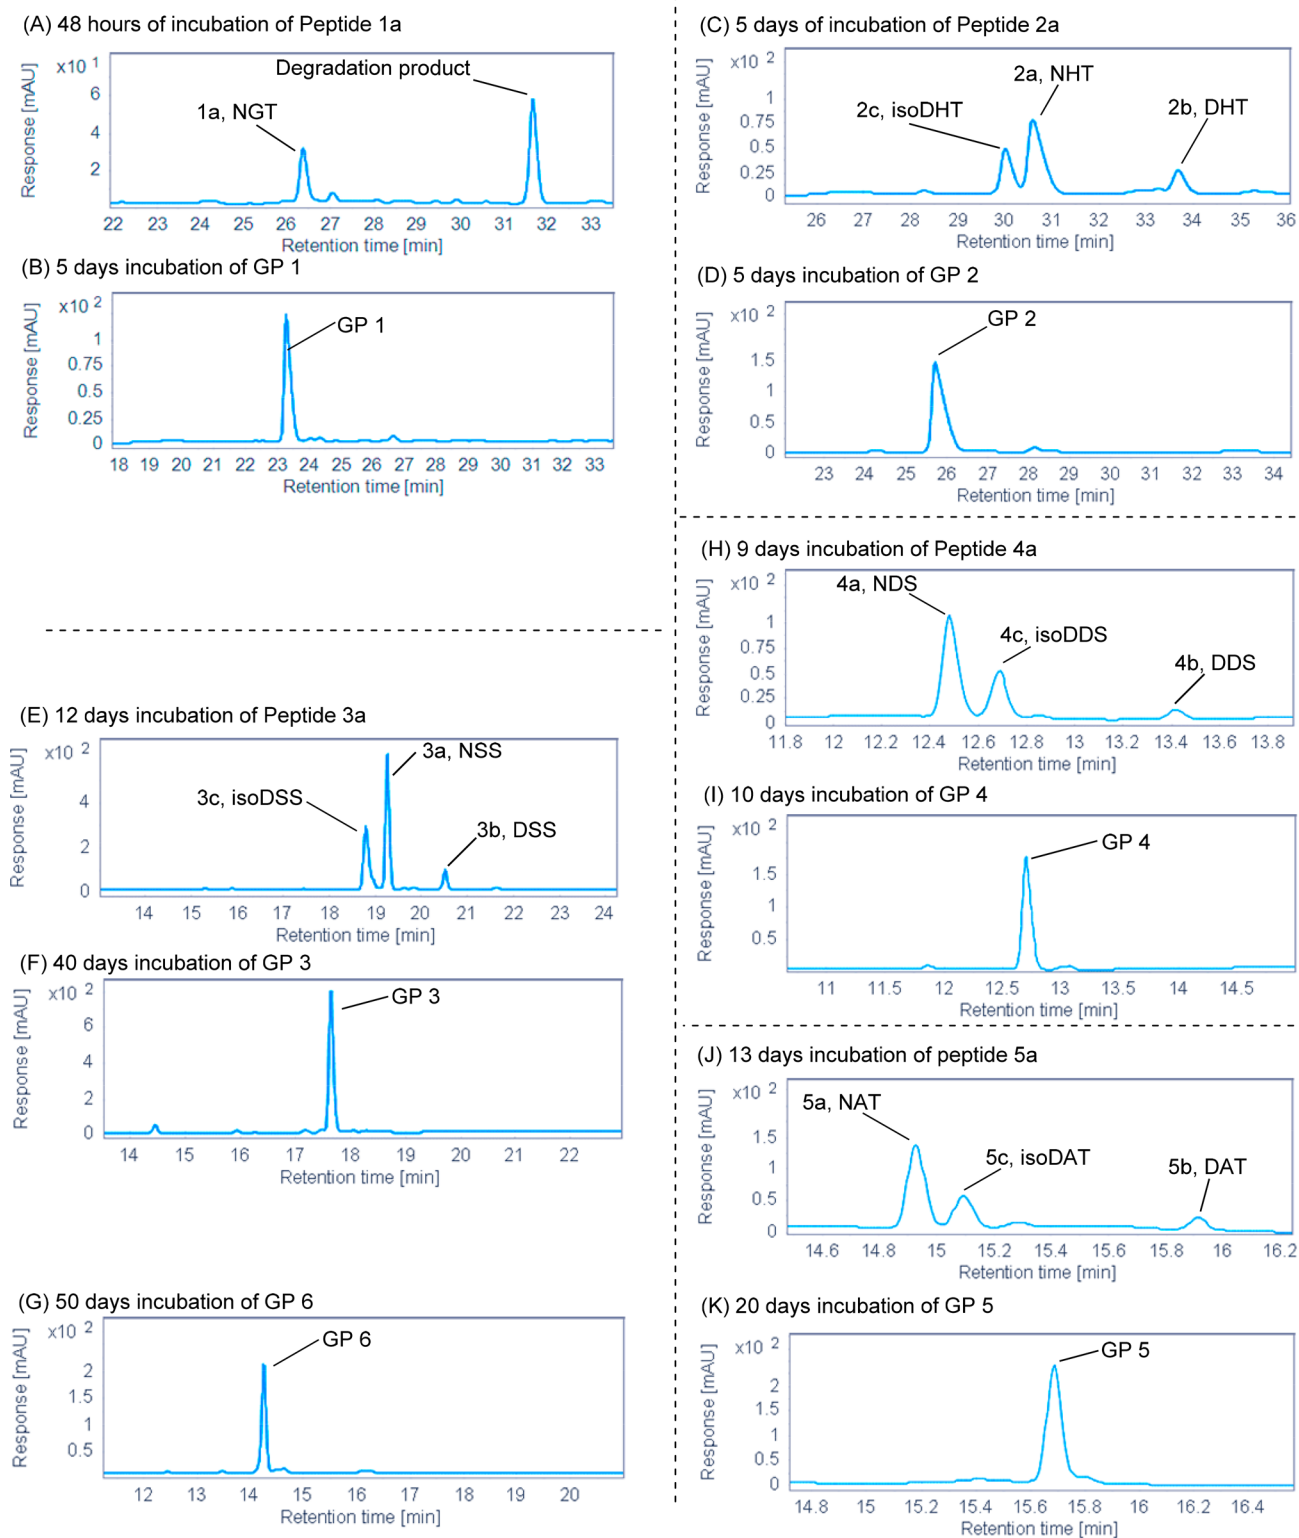 (A) 48 hours of incubation of Peptide 1a
x10 1
Response [mAU]
6
4
2
Degradation product
1a, NGT
22 23 24 25 26 27 28 29 30 31 32 33
Retention time [min]
(B) 5 days incubation of GP 1
x10 2
Response [mAU]
1
0.75
0.5
0.25
0
GP 1
18 19 20 21 22 23 24 25 26 27 28 29 30 31 32 33
Retention time [min]
(E) 12 days incubation of Peptide 3a
x10 2
Response [mAU]
4
2
0
3a, NSS
3c, isoDSS
3b, DSS
14 15 16 17 18 19 20 21 22 23 24
Retention time [min]
(F) 40 days incubation of GP 3
x10 2
Response [mAU]
6
4
2
0
GP 3
14 15 16 17 18 19 20 21 22
Retention time [min]
(G) 50 days incubation of GP 6
x10 2
Response [mAU]
2
1.5
1
0.5
GP 6
12 13 14 15 16 17 18 19 20
Retention time [min]
(C) 5 days of incubation of Peptide 2a
x10 2
Response [mAU]
1
0.75
0.5
0.25
0
2a, NHT
2c, isoDHT
2b, DHT
26 27 28 29 30 31 32 33 34 35 36
Retention time [min]
(D) 5 days incubation of GP 2
x10 2
Response [mAU]
1.5
1
0.5
0
GP 2
23 24 25 26 27 28 29 30 31 32 33 34
Retention time [min]
(H) 9 days incubation of Peptide 4a
x10 2
Response [mAU]
1
0.75
0.5
0.25
0
4a, NDS
4c, isoDDS
4b, DDS
11.8 12 12.2 12.4 12.6 12.8 13 13.2 13.4 13.6 13.8
Retention time [min]
(I) 10 days incubation of GP 4
x10 2
Response [mAU]
1.5
1
0.5
GP 4
11 11.5 12 12.5 13 13.5 14 14.5
Retention time [min]
(J) 13 days incubation of peptide 5a
x10 2
Response [mAU]
1.5
1
0.5
0
5a, NAT
5c, isoDAT
5b, DAT
14.6 14.8 15 15.2 15.4 15.6 15.8 16 16.2
Retention time [min]
(K) 20 days incubation of GP 5
x10 2
Response [mAU]
2
1.5
1
0.5
0
GP 5
14.8 15 15.2 15.4 15.6 15.8 16 16.2 16.4
Retention time [min]